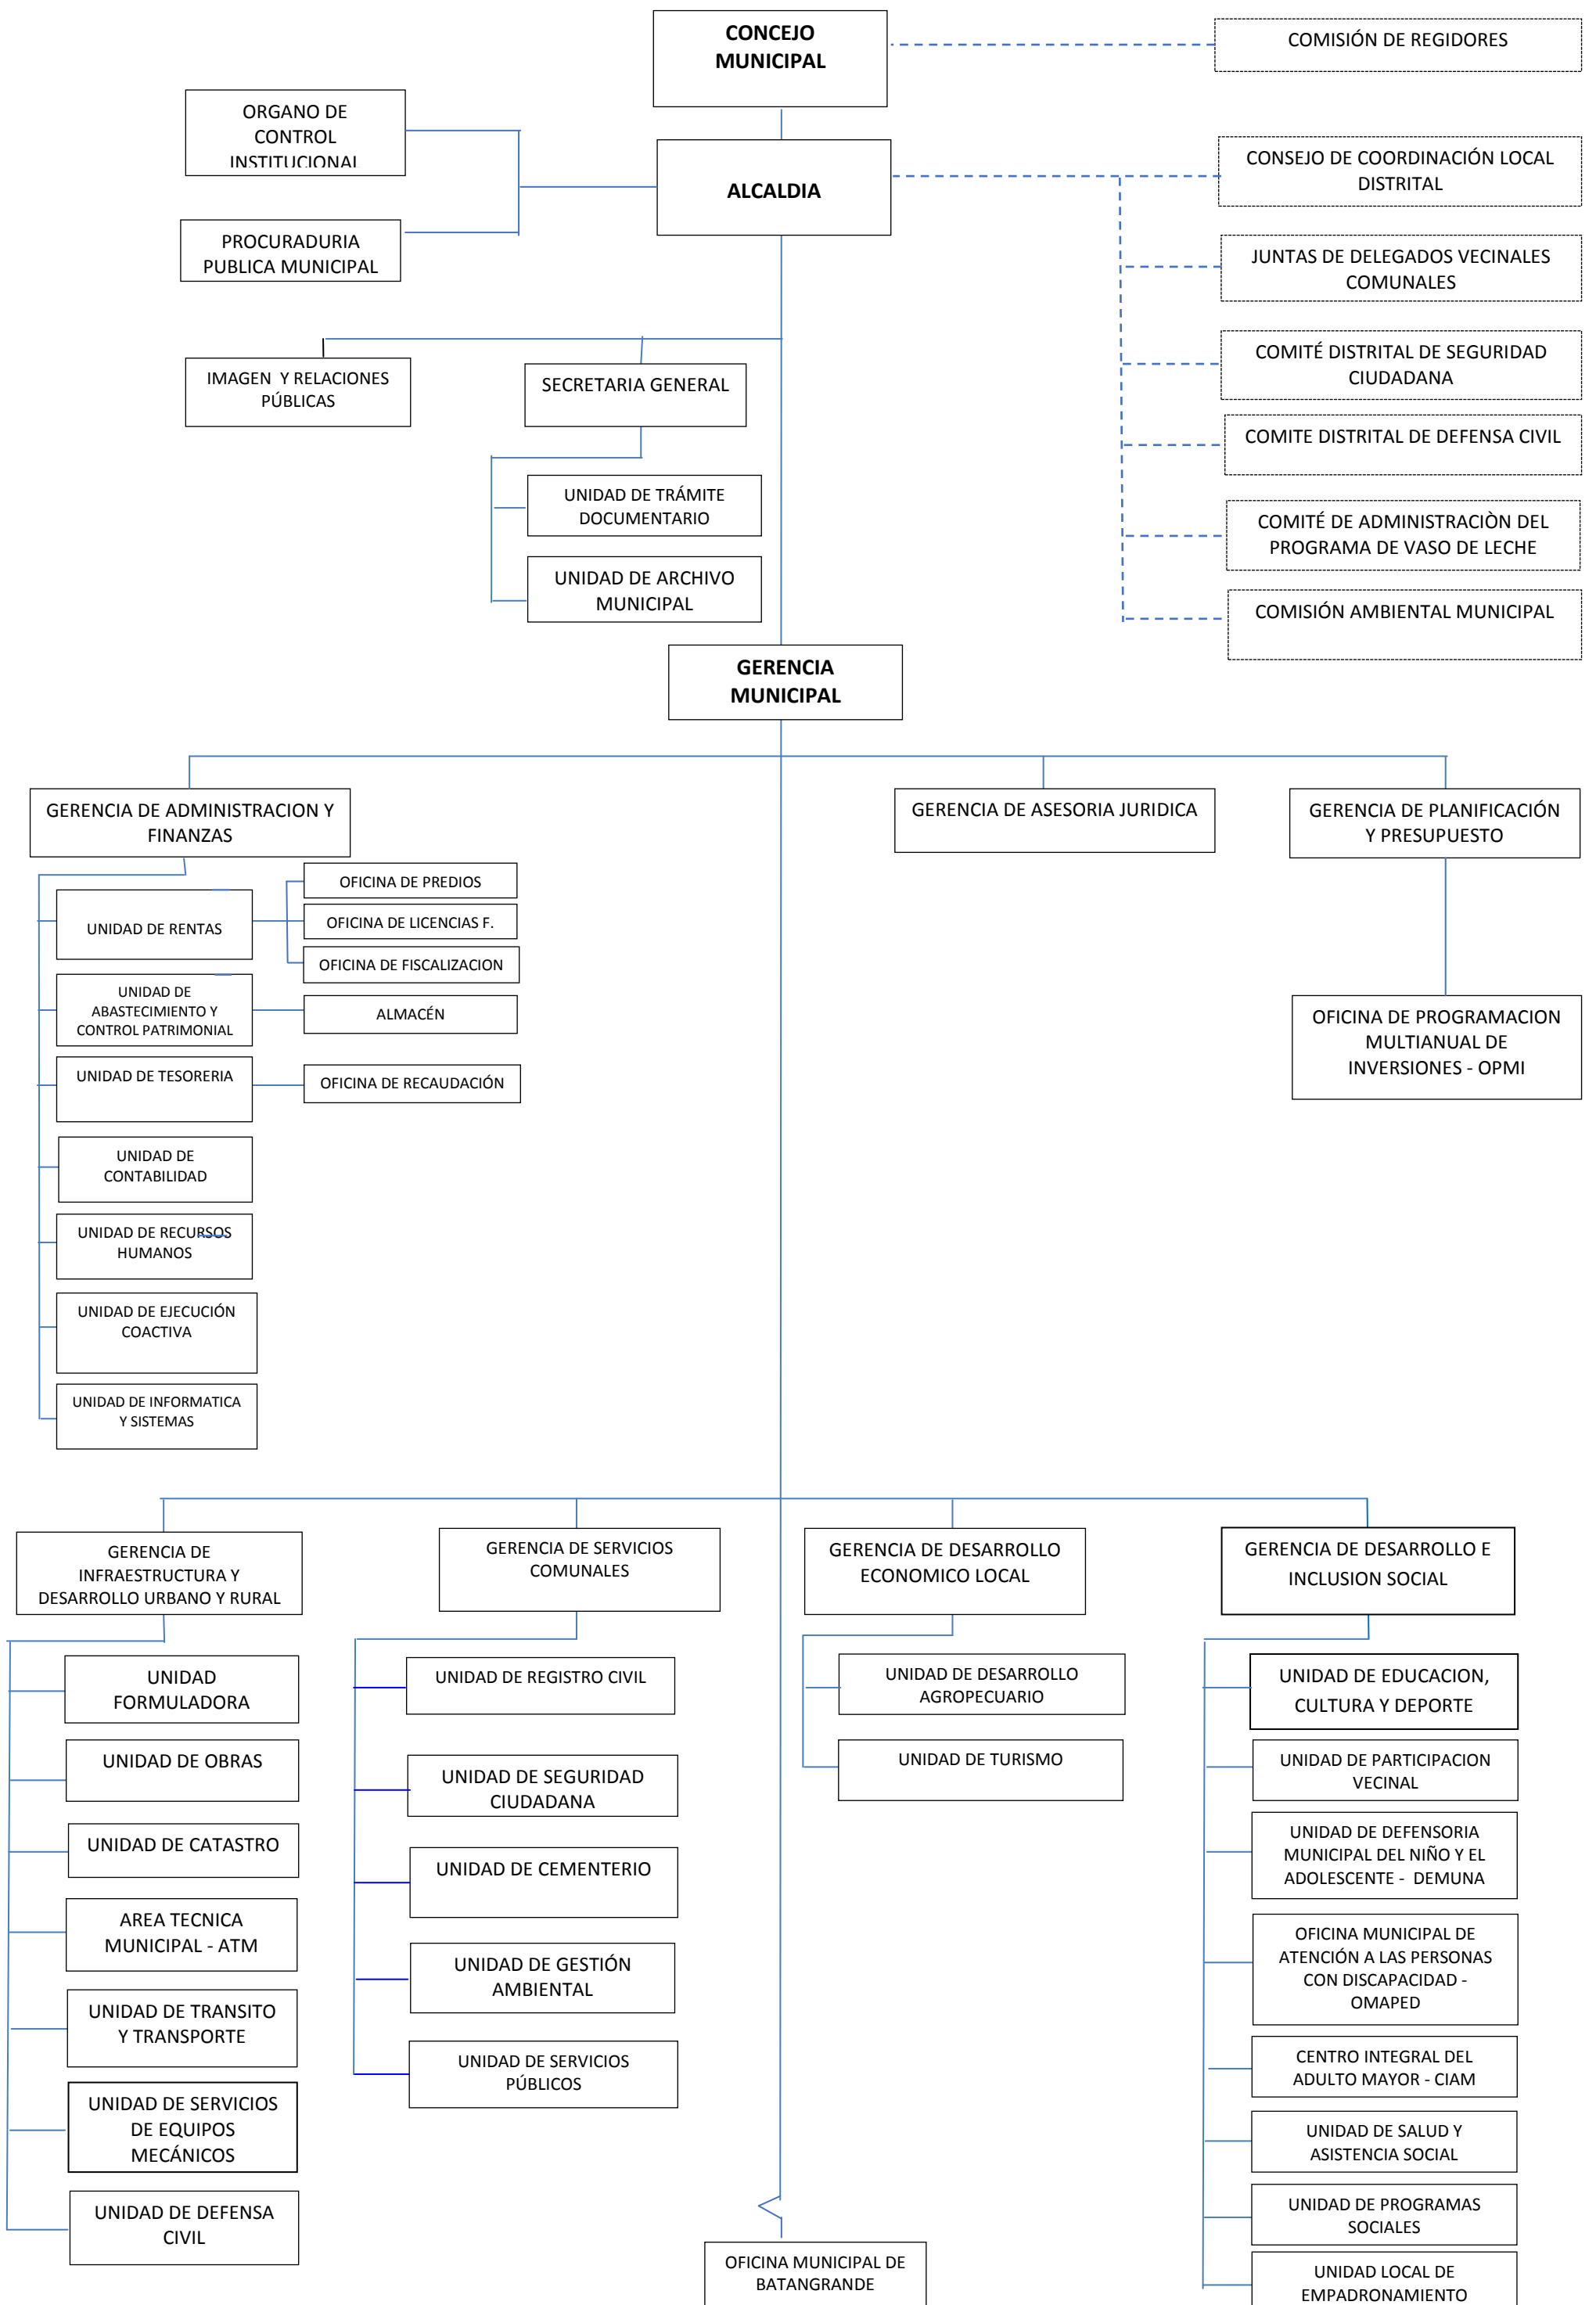 CONCEJO
MUNICIPAL
COMISIÓN DE REGIDORES
ORGANO DE
CONTROL
INSTITUCIONAL
ALCALDIA
CONSEJO DE COORDINACIÓN LOCAL
DISTRITAL
PROCURADURIA
PUBLICA MUNICIPAL
JUNTAS DE DELEGADOS VECINALES
COMUNALES
IMAGEN Y RELACIONES
PÚBLICAS
SECRETARIA GENERAL
COMITÉ DISTRITAL DE SEGURIDAD
CIUDADANA
COMITE DISTRITAL DE DEFENSA CIVIL
UNIDAD DE TRÁMITE
DOCUMENTARIO
COMITÉ DE ADMINISTRACIÒN DEL
PROGRAMA DE VASO DE LECHE
UNIDAD DE ARCHIVO
MUNICIPAL
COMISIÓN AMBIENTAL MUNICIPAL
GERENCIA
MUNICIPAL
GERENCIA DE ADMINISTRACION Y
FINANZAS
GERENCIA DE ASESORIA JURIDICA
GERENCIA DE PLANIFICACIÓN
Y PRESUPUESTO
OFICINA DE PREDIOS
UNIDAD DE RENTAS
OFICINA DE LICENCIAS F.
OFICINA DE FISCALIZACION
UNIDAD DE
ABASTECIMIENTO Y
CONTROL PATRIMONIAL
ALMACÉN
OFICINA DE PROGRAMACION
MULTIANUAL DE
INVERSIONES - OPMI
UNIDAD DE TESORERIA
OFICINA DE RECAUDACIÓN
UNIDAD DE
CONTABILIDAD
UNIDAD DE RECURSOS
HUMANOS
UNIDAD DE EJECUCIÓN
COACTIVA
UNIDAD DE INFORMATICA
Y SISTEMAS
GERENCIA DE
INFRAESTRUCTURA Y
DESARROLLO URBANO Y RURAL
GERENCIA DE SERVICIOS
COMUNALES
GERENCIA DE DESARROLLO
ECONOMICO LOCAL
GERENCIA DE DESARROLLO E
INCLUSION SOCIAL
UNIDAD
FORMULADORA
UNIDAD DE OBRAS
UNIDAD DE CATASTRO
AREA TECNICA
MUNICIPAL - ATM
UNIDAD DE TRANSITO
Y TRANSPORTE
UNIDAD DE SERVICIOS
DE EQUIPOS
MECÁNICOS
UNIDAD DE DEFENSA
CIVIL
UNIDAD DE REGISTRO CIVIL
UNIDAD DE SEGURIDAD
CIUDADANA
UNIDAD DE CEMENTERIO
UNIDAD DE GESTIÓN
AMBIENTAL
UNIDAD DE SERVICIOS
PÚBLICOS
UNIDAD DE DESARROLLO
AGROPECUARIO
UNIDAD DE TURISMO
UNIDAD DE EDUCACION,
CULTURA Y DEPORTE
UNIDAD DE PARTICIPACION
VECINAL
UNIDAD DE DEFENSORIA
MUNICIPAL DEL NIÑO Y EL
ADOLESCENTE - DEMUNA
OFICINA MUNICIPAL DE
ATENCIÓN A LAS PERSONAS
CON DISCAPACIDAD -
OMAPED
CENTRO INTEGRAL DEL
ADULTO MAYOR - CIAM
UNIDAD DE SALUD Y
ASISTENCIA SOCIAL
UNIDAD DE PROGRAMAS
SOCIALES
UNIDAD LOCAL DE
EMPADRONAMIENTO
OFICINA MUNICIPAL DE
BATANGRANDE